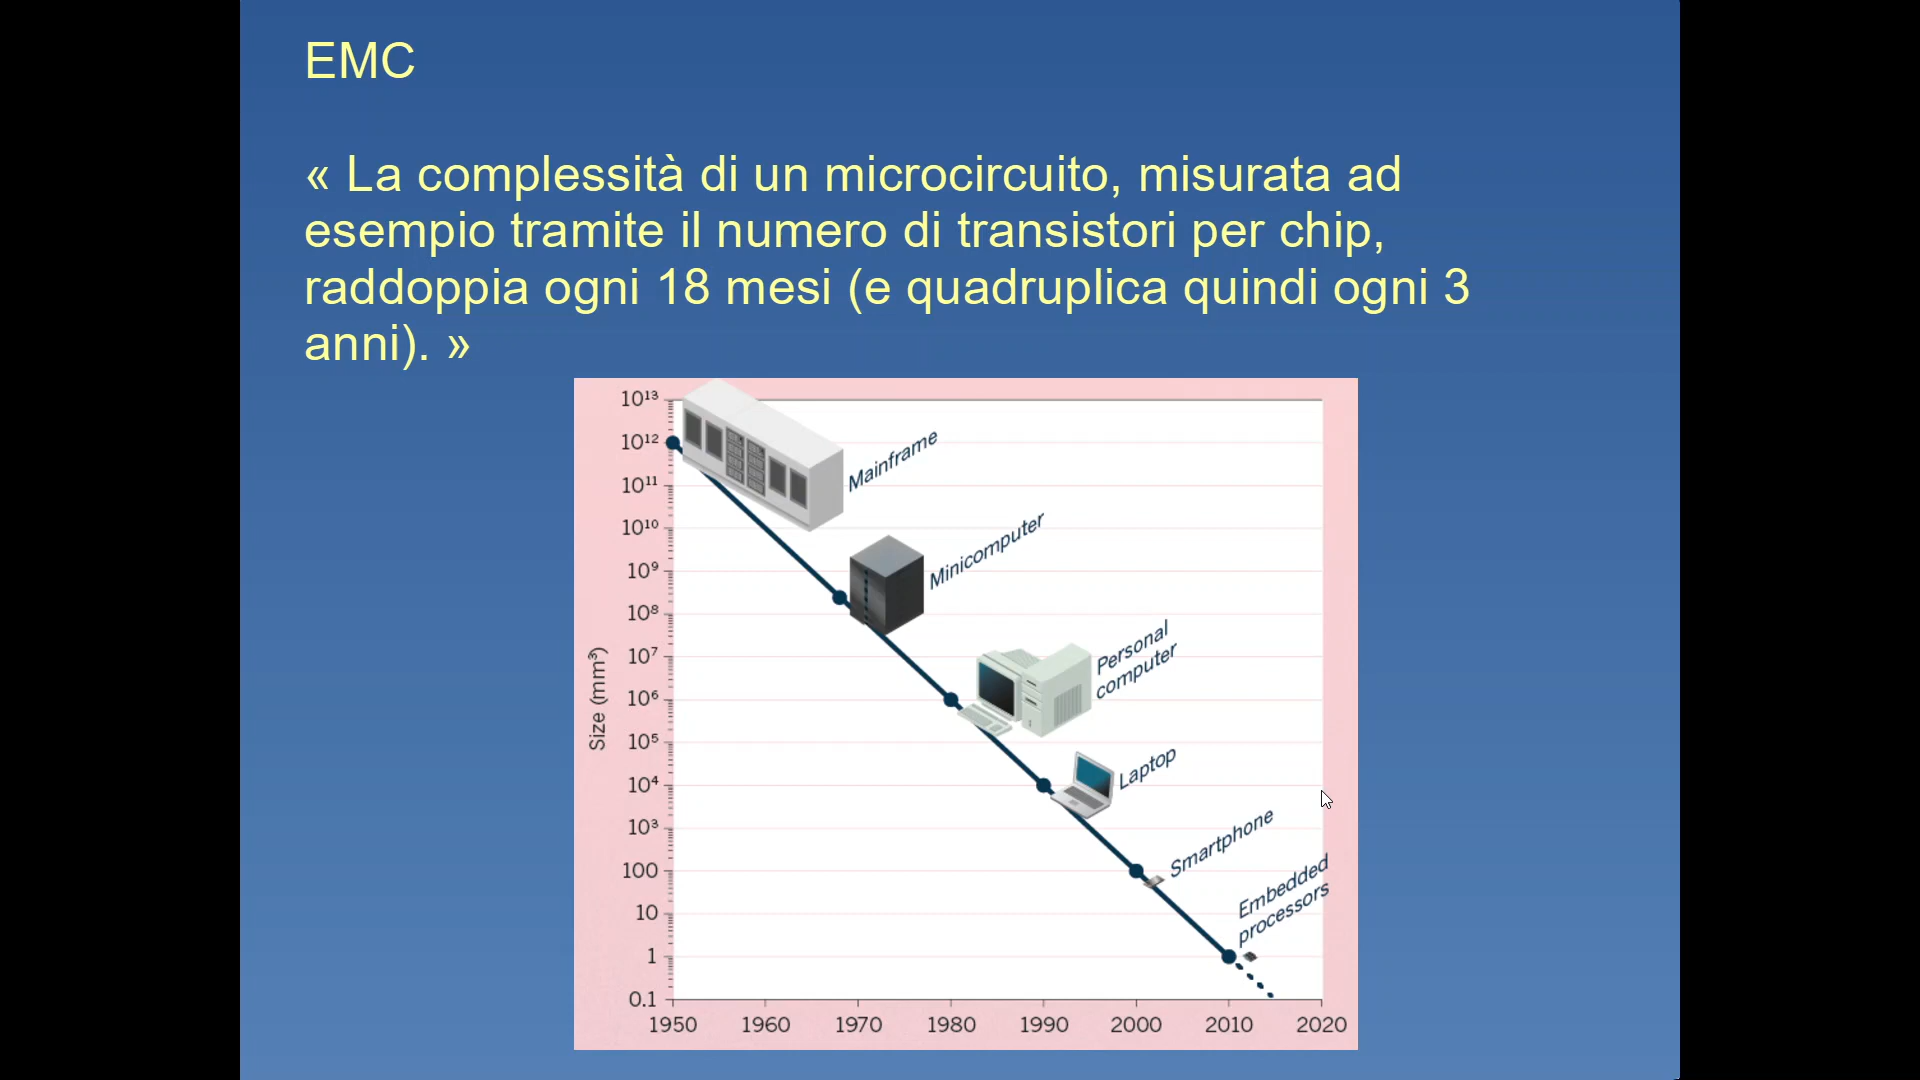 EMC
« La complessità di un microcircuito, misurata ad
esempio tramite il numero di transistori per chip,
raddoppia ogni 18 mesi (e quadruplica quindi ogni 3
anni). »
10¹³
10¹²
10¹¹
10¹⁰
10⁹
10⁸
10⁷
10⁶
10⁵
10⁴
10³
100
10
1
0.1
Size (mm³)
Mainframe
Minicomputer
Personal
computer
Laptop
Smartphone
Embedded
processors
1950 1960 1970 1980 1990 2000 2010 2020